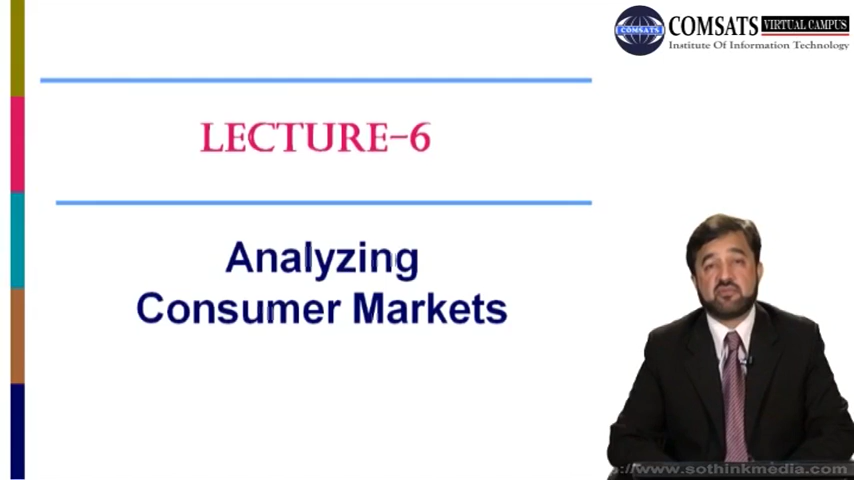 COMSATS VIRTUAL CAMPUS
COMSATS
Institute Of Information Technology
LECTURE-6
Analyzing
Consumer Markets
://www.sothinkmedia.com/